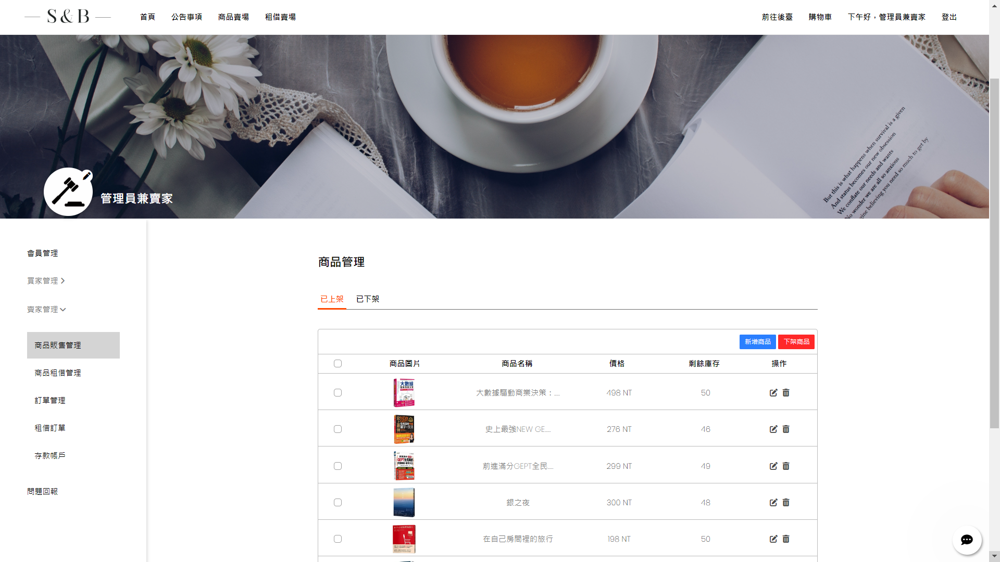 S & B
首頁 公告事項 商品賣場 租借賣場
前往後臺 購物車 下午好，管理員兼賣家 登出
But this is what happens when survival is a given
And status becomes our new obsession
We conflate our needs and wants
No wonder we are all so anxious
gine believing you need so much to get by
管理員兼賣家
會員管理
買家管理
賣家管理
商品販售管理
商品租借管理
訂單管理
租借訂單
存款帳戶
問題回報
商品管理
已上架 已下架
新增商品 下架商品
商品圖片 商品名稱 價格 剩餘庫存 操作
大數據
大數據驅動商業決策：..... 498 NT 50
史上最強NEW GE..... 276 NT 46
前進滿分GEPT全民..... 299 NT 49
銀之夜 300 NT 48
在自己房間裡的旅行 198 NT 50